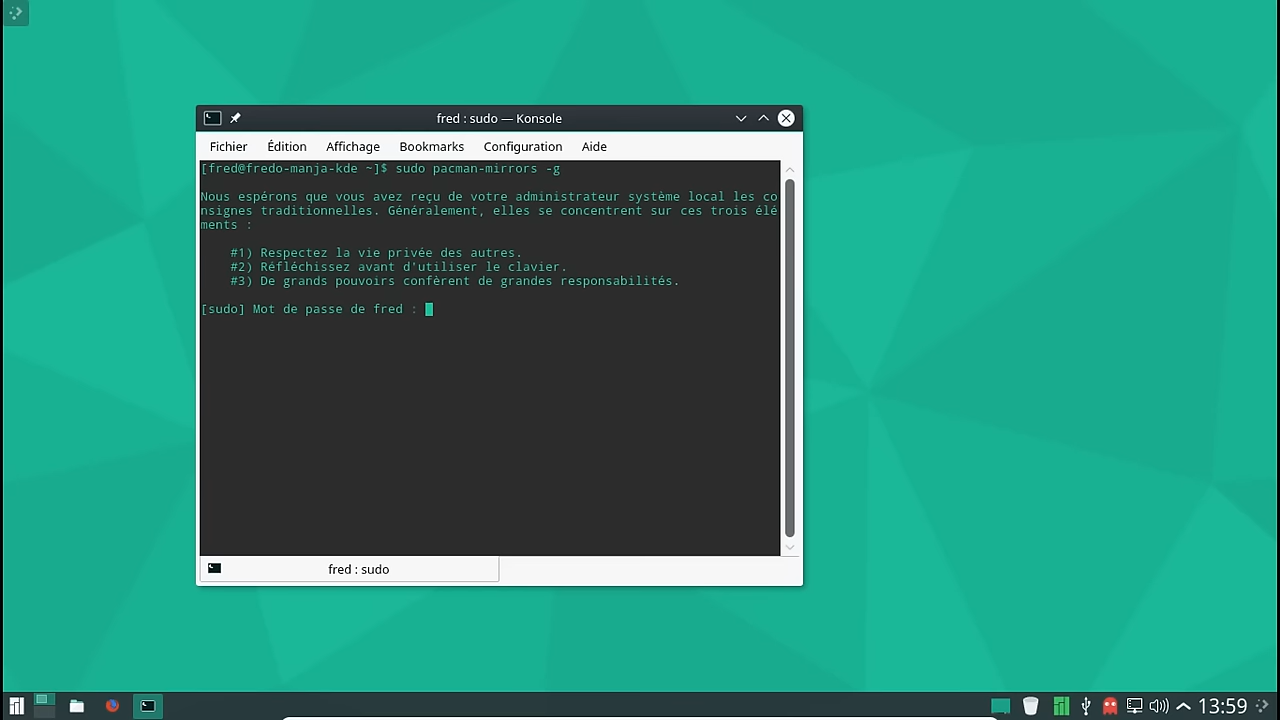 fred : sudo — Konsole
Fichier Édition Affichage Bookmarks Configuration Aide
[fred@fredo-manja-kde ~]$ sudo pacman-mirrors -g
Nous espérons que vous avez reçu de votre administrateur système local les co
nsignes traditionnelles. Généralement, elles se concentrent sur ces trois élé
ments :
#1) Respectez la vie privée des autres.
#2) Réfléchissez avant d'utiliser le clavier.
#3) De grands pouvoirs confèrent de grandes responsabilités.
[sudo] Mot de passe de fred :
fred : sudo
13:59